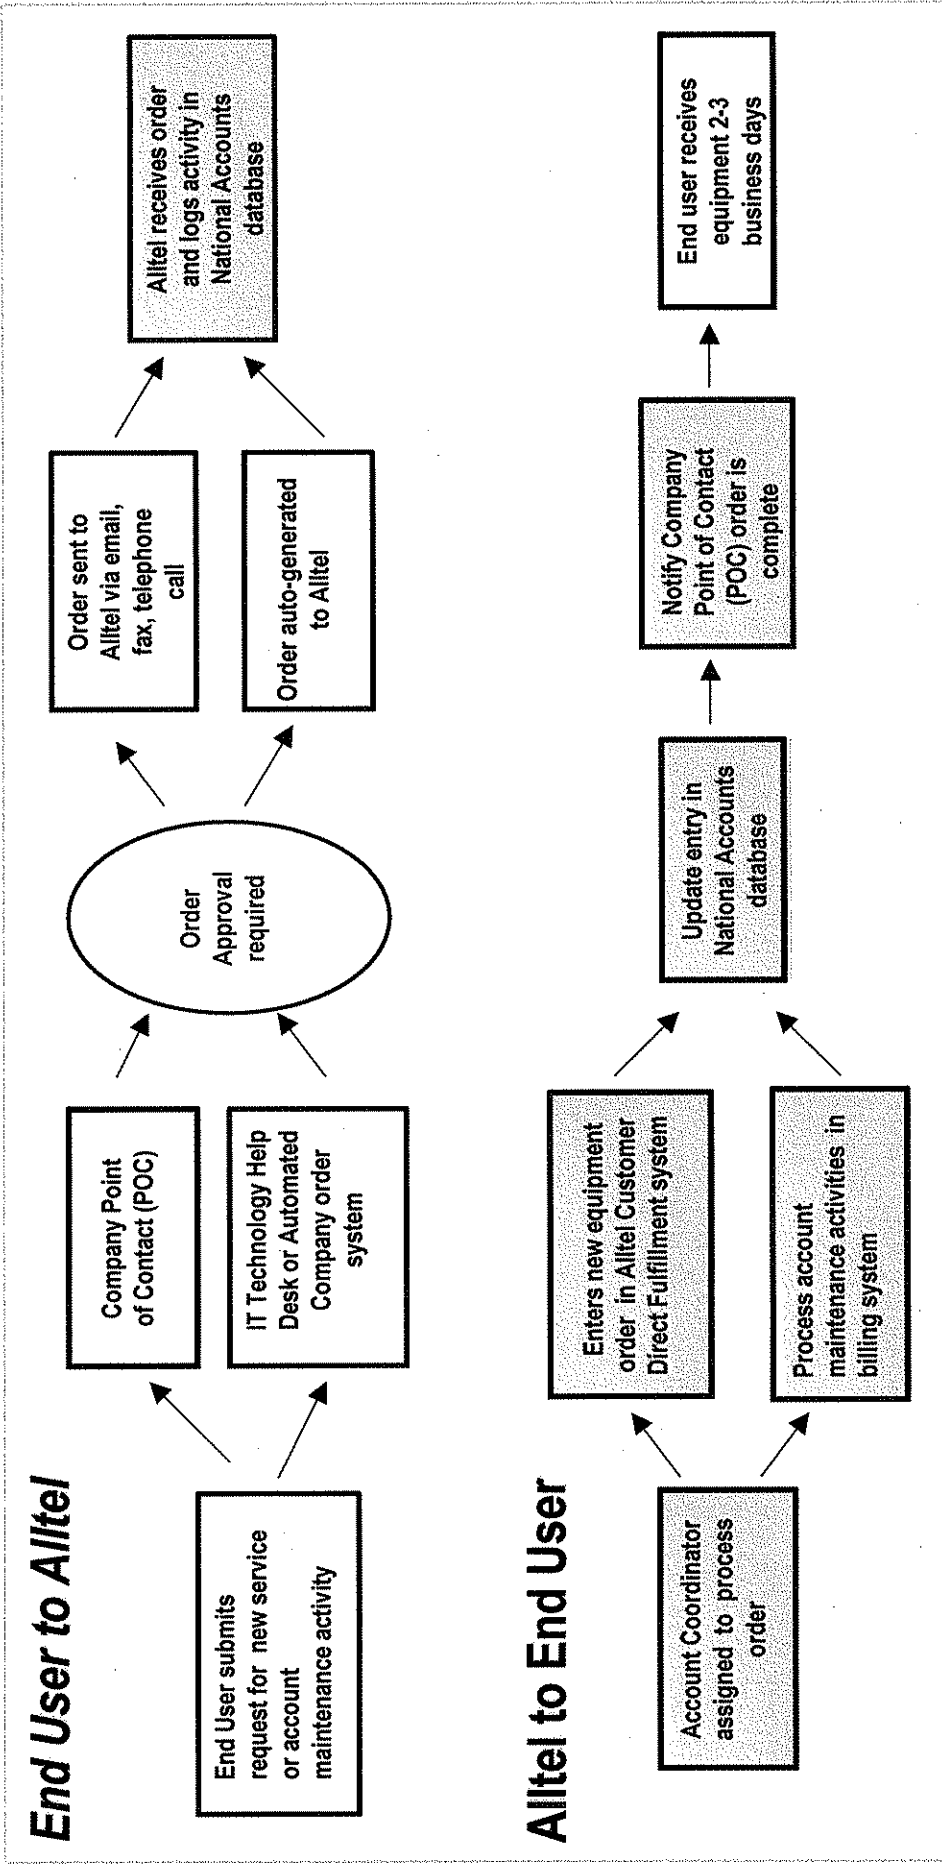 End User to Alltel
End User submits
request for new service
or account
maintenance activity
Company Point
of Contact (POC)
IT Technology Help
Desk or Automated
Company order
system
Order
Approval
required
Order sent to
Alltel via email,
fax, telephone
call
Order auto-generated
to Alltel
Alltel receives order
and logs activity in
National Accounts
database
Alltel to End User
Account Coordinator
assigned to process
order
Enters new equipment
order in Alltel Customer
Direct Fulfillment system
Process account
maintenance activities in
billing system
Update entry in
National Accounts
database
Notify Company
Point of Contact
(POC) order is
complete
End user receives
equipment 2-3
business days